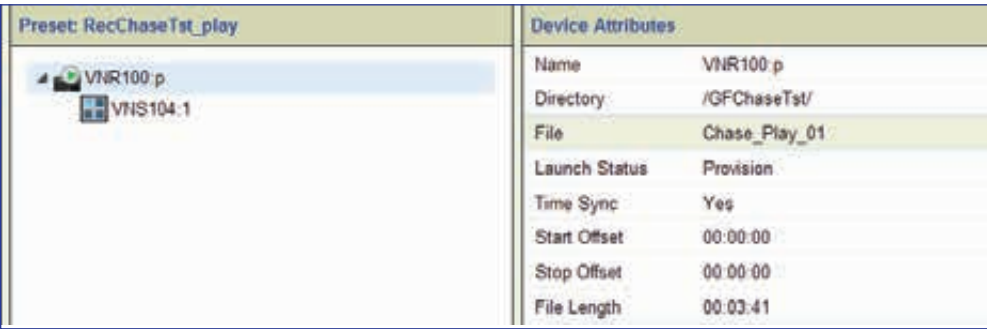 Preset: RecChaseTst_play
VNR100:p
VNS104:1
Device Attributes
Name VNR100:p
Directory /GFChaseTst/
File Chase_Play_01
Launch Status Provision
Time Sync Yes
Start Offset 00:00:00
Stop Offset 00:00:00
File Length 00:03:41